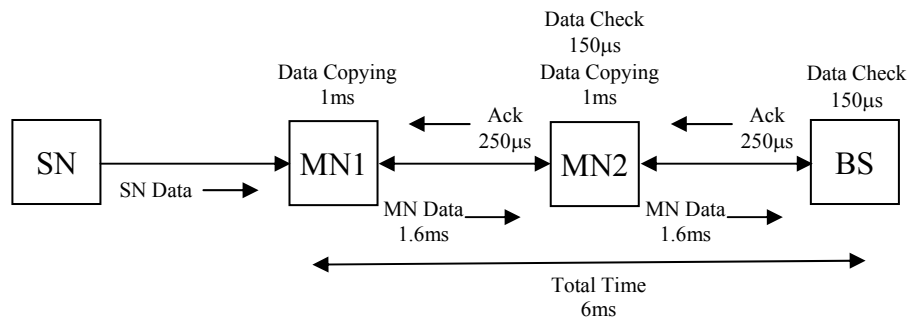 Data Check
150μs
Data Copying
1ms
Data Copying
1ms
Data Check
150μs
Ack
250μs
Ack
250μs
SN
MN1
MN2
BS
SN Data
MN Data
1.6ms
MN Data
1.6ms
Total Time
6ms